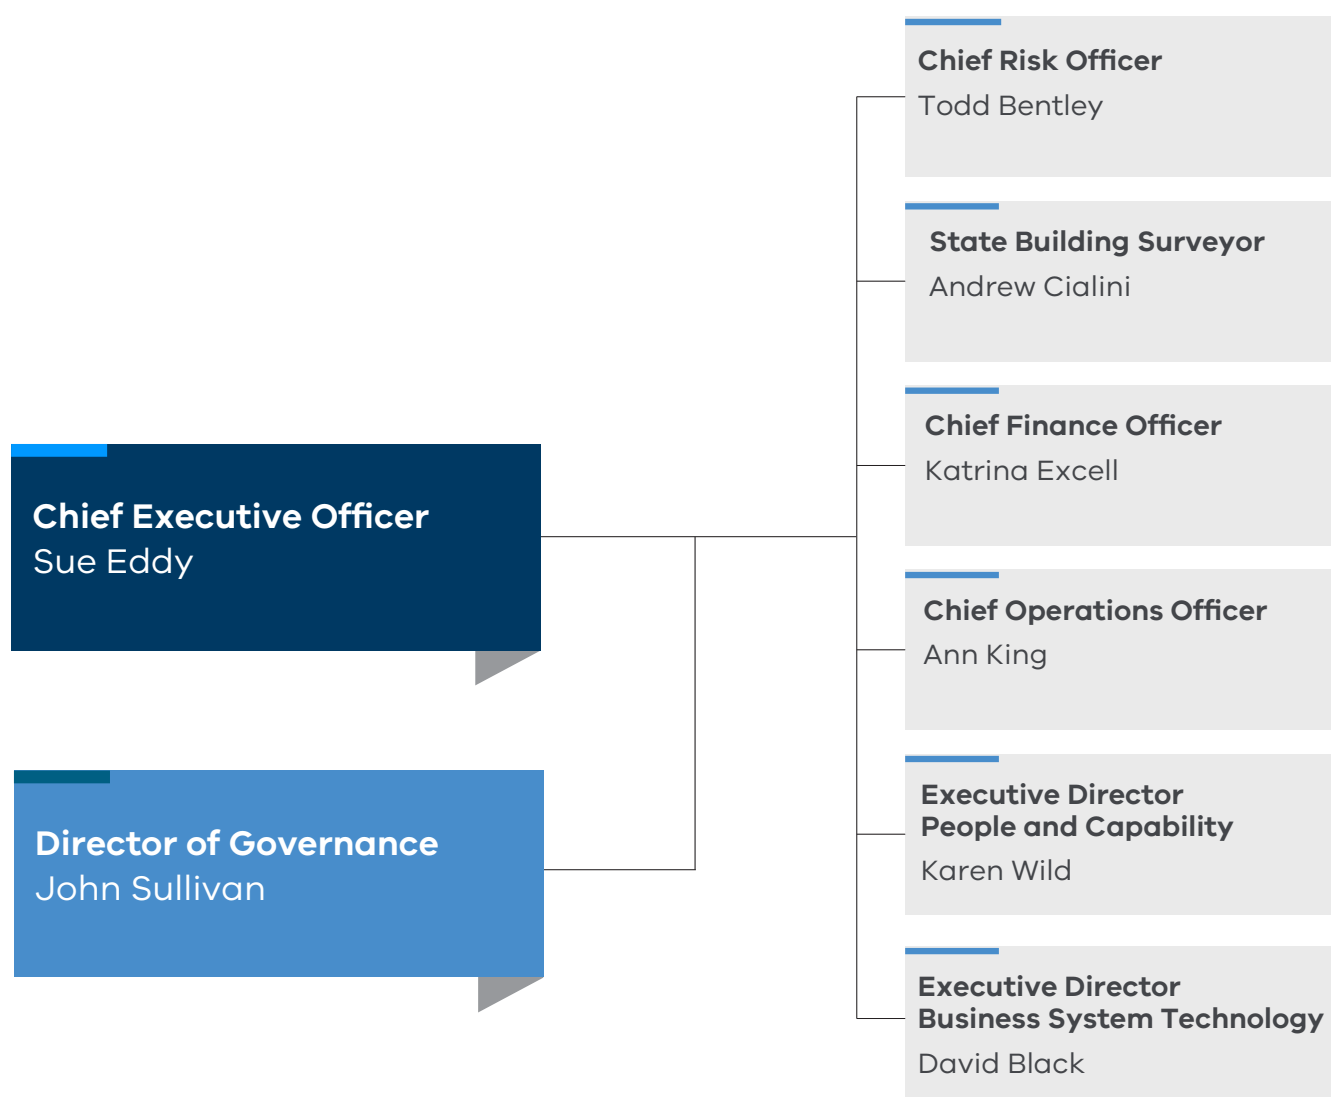 Chief Risk Officer
Todd Bentley
State Building Surveyor
Andrew Cialini
Chief Finance Officer
Katrina Excell
Chief Executive Officer
Sue Eddy
Chief Operations Officer
Ann King
Director of Governance
John Sullivan
Executive Director
People and Capability
Karen Wild
Executive Director
Business System Technology
David Black